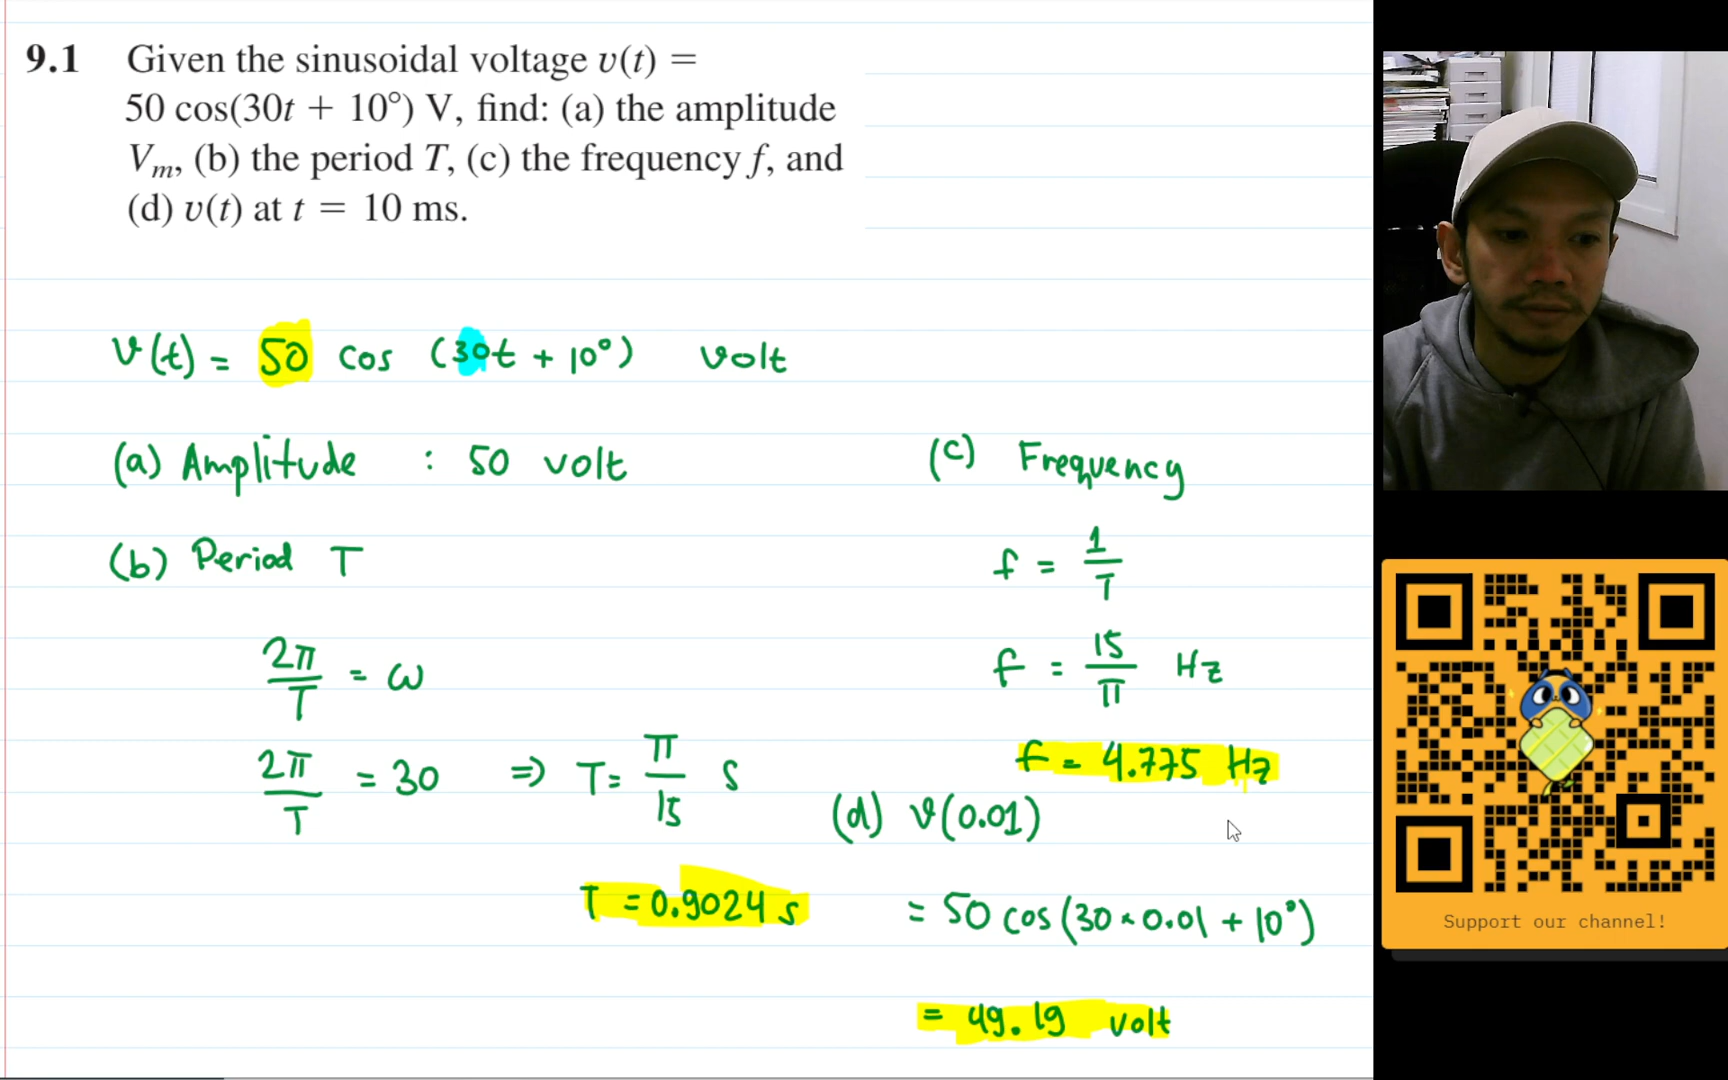 9.1 Given the sinusoidal voltage v(t) =
50 cos(30t + 10°) V, find: (a) the amplitude
Vm, (b) the period T, (c) the frequency f, and
(d) v(t) at t = 10 ms.
v(t) = 50 cos (30t + 10°) volt
(a) Amplitude : 50 volt
(b) Period T
2π/T = ω
2π/T = 30 ⇒ T = π/15 s
T = 0.9024 s
(c) Frequency
f = 1/T
f = 15/π Hz
f = 4.775 Hz
(d) v(0.01)
= 50 cos (30 × 0.01 + 10°)
= 49.19 volt
Support our channel!